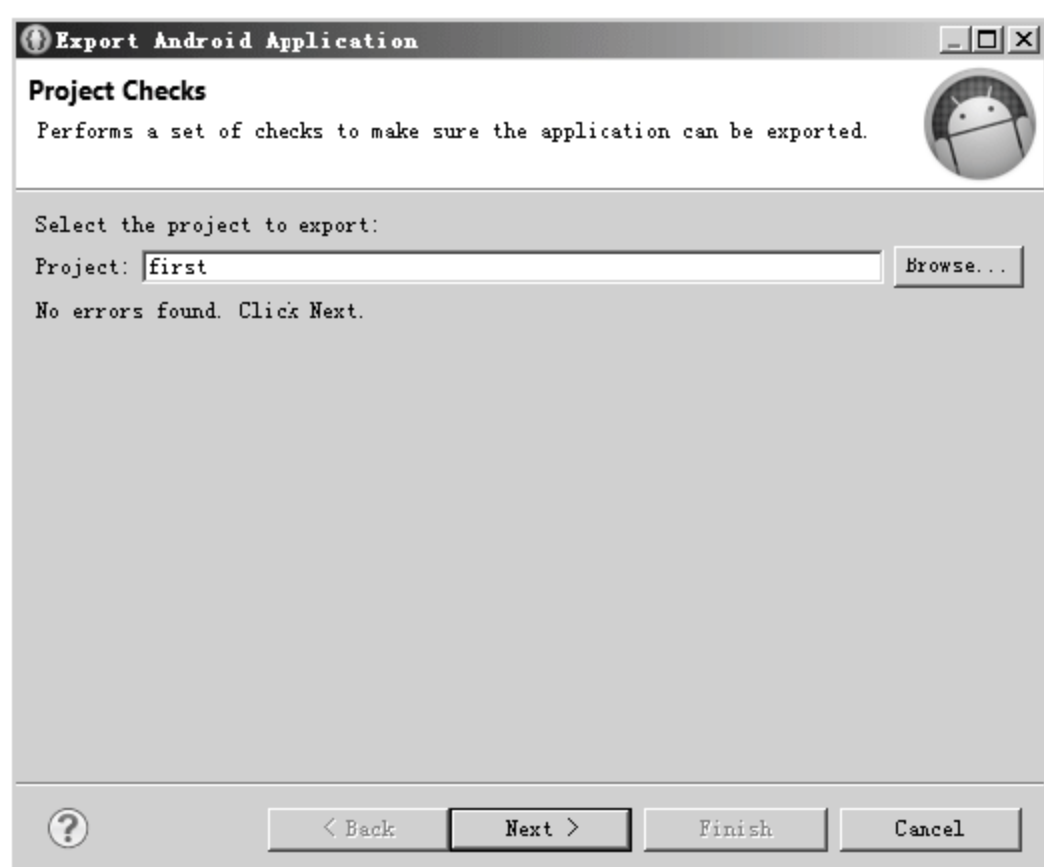 Export Android Application
Project Checks
Performs a set of checks to make sure the application can be exported.
Select the project to export:
Project: first Browse...
No errors found. Click Next.
< Back Next > Finish Cancel